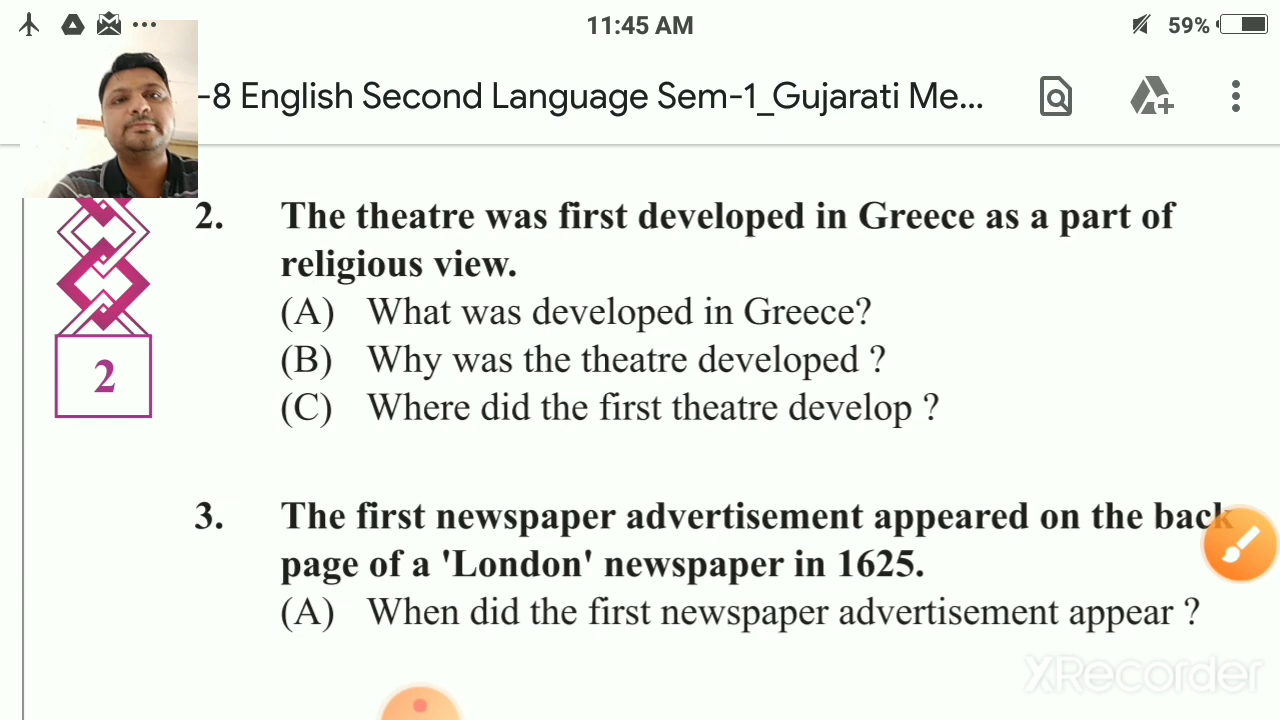 11:45 AM
59%
-8 English Second Language Sem-1_Gujarati Me...
2. The theatre was first developed in Greece as a part of
religious view.
(A) What was developed in Greece?
(B) Why was the theatre developed ?
2
(C) Where did the first theatre develop ?
3. The first newspaper advertisement appeared on the back
page of a 'London' newspaper in 1625.
(A) When did the first newspaper advertisement appear ?
XRecorder